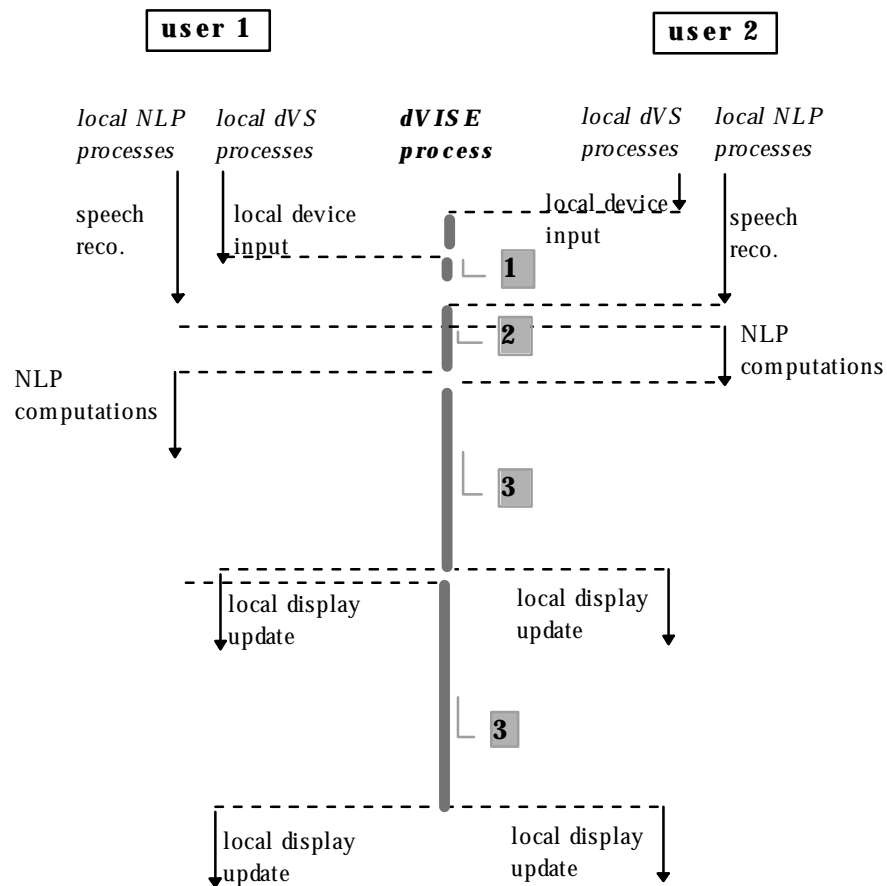 user 1
user 2
local NLP
processes
local dVS
processes
dVISE
process
local dVS
processes
local NLP
processes
speech
reco.
local device
input
local device
input
speech
reco.
1
2
NLP
computations
NLP
computations
3
local display
update
local display
update
3
local display
update
local display
update